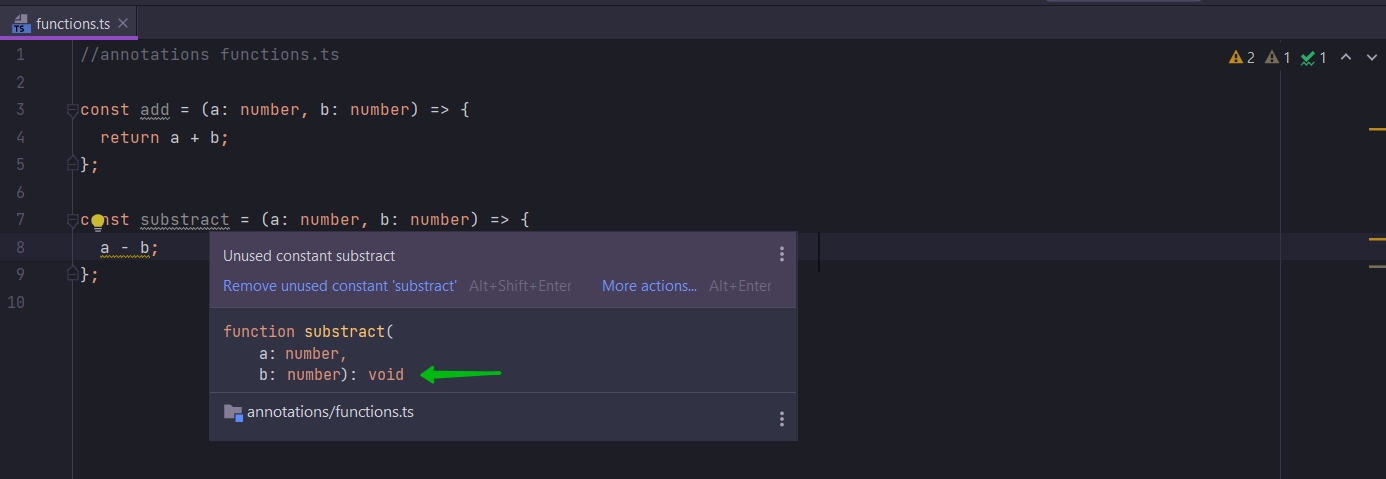 TS functions.ts
1 //annotations functions.ts 2 1 1
2
3 const add = (a: number, b: number) => {
4 return a + b;
5 };
6
7 const substract = (a: number, b: number) => {
8 a - b;
9 };
10
Unused constant substract
Remove unused constant 'substract' Alt+Shift+Enter More actions... Alt+Enter
function substract(
a: number,
b: number): void
annotations/functions.ts